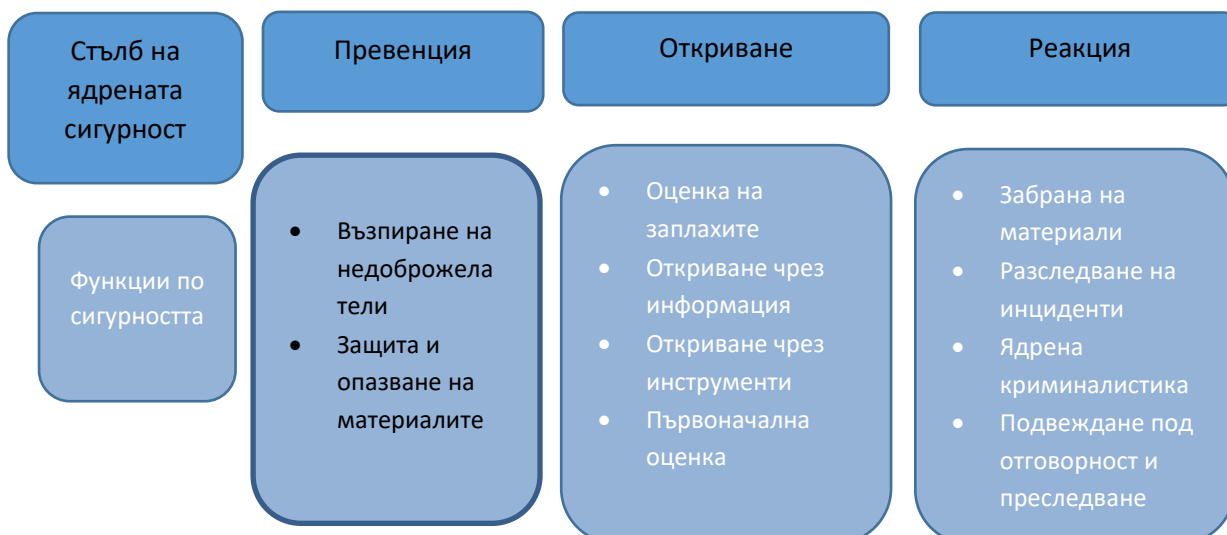 Стълб на
ядрената
сигурност
Превенция
Откриване
Реакция
Функции по
сигурността
• Възпиране на
недоброжела
тели
• Защита и
опазване на
материалите
• Оценка на
заплахите
• Откриване чрез
информация
• Откриване чрез
инструменти
• Първоначална
оценка
• Забрана на
материали
• Разследване на
инциденти
• Ядрена
криминалистика
• Подвеждане под
отговорност и
преследване